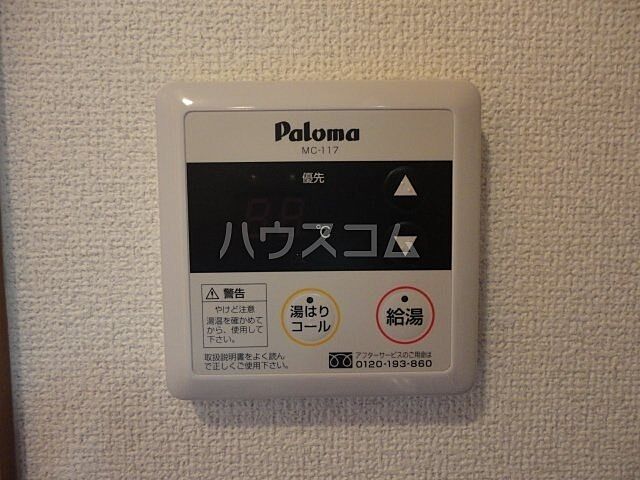 Paloma
MC-117
優先
℃
ハウスコム
警告
やけど注意
湯温を確かめて
から、使用して
下さい。
取扱説明書をよく読ん
で正しくご使用下さい。
湯はり
コール
給湯
アフターサービスのご用命は
0120-193-860